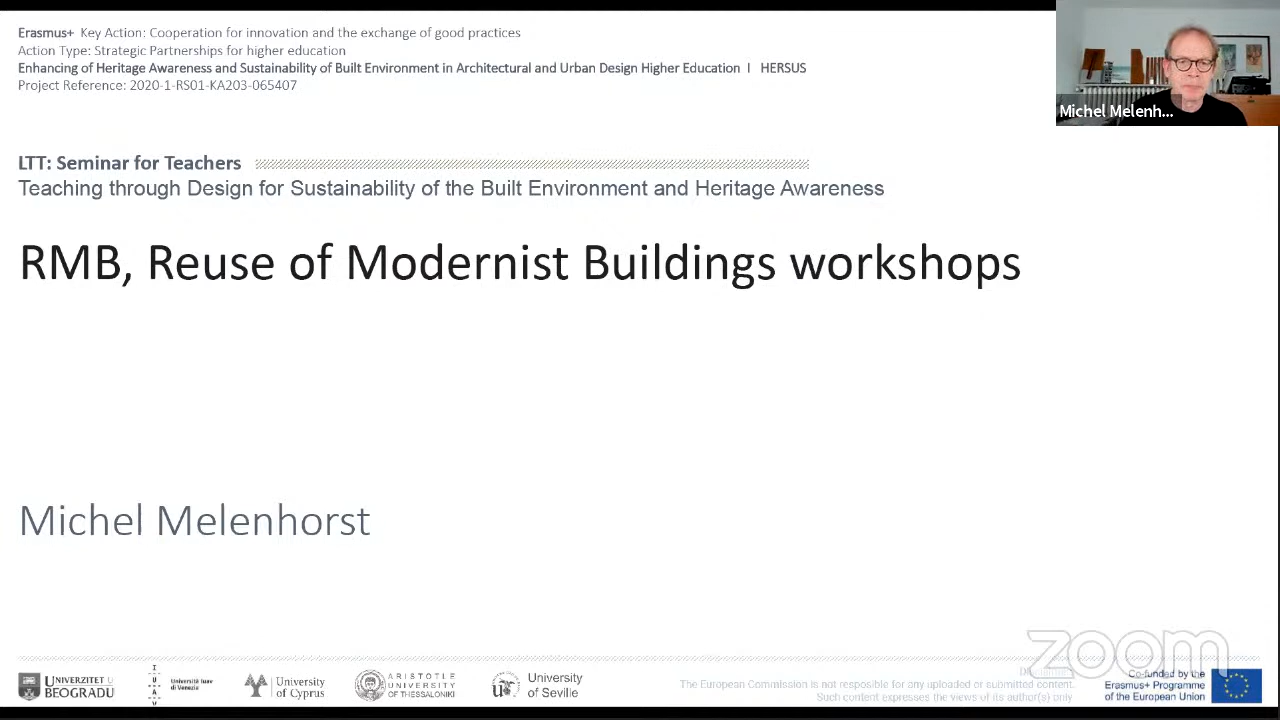 Erasmus+ Key Action: Cooperation for innovation and the exchange of good practices
Action Type: Strategic Partnerships for higher education
Enhancing of Heritage Awareness and Sustainability of Built Environment in Architectural and Urban Design Higher Education I HERSUS
Project Reference: 2020-1-RS01-KA203-065407
Michel Melenh...
LTT: Seminar for Teachers
Teaching through Design for Sustainability of the Built Environment and Heritage Awareness
RMB, Reuse of Modernist Buildings workshops
Michel Melenhorst
zoom
UNIVERZITET U
BEOGRADU
I
U
A
V
Università Iuav
di Venezia
University
of Cyprus
ARISTOTLE
UNIVERSITY
OF THESSALONIKI
University
of Seville
The European Commission is not resposible for any uploaded or submitted content.
Such content expresses the views of its author(s) only
Co-funded by the
Erasmus+ Programme
of the European Union